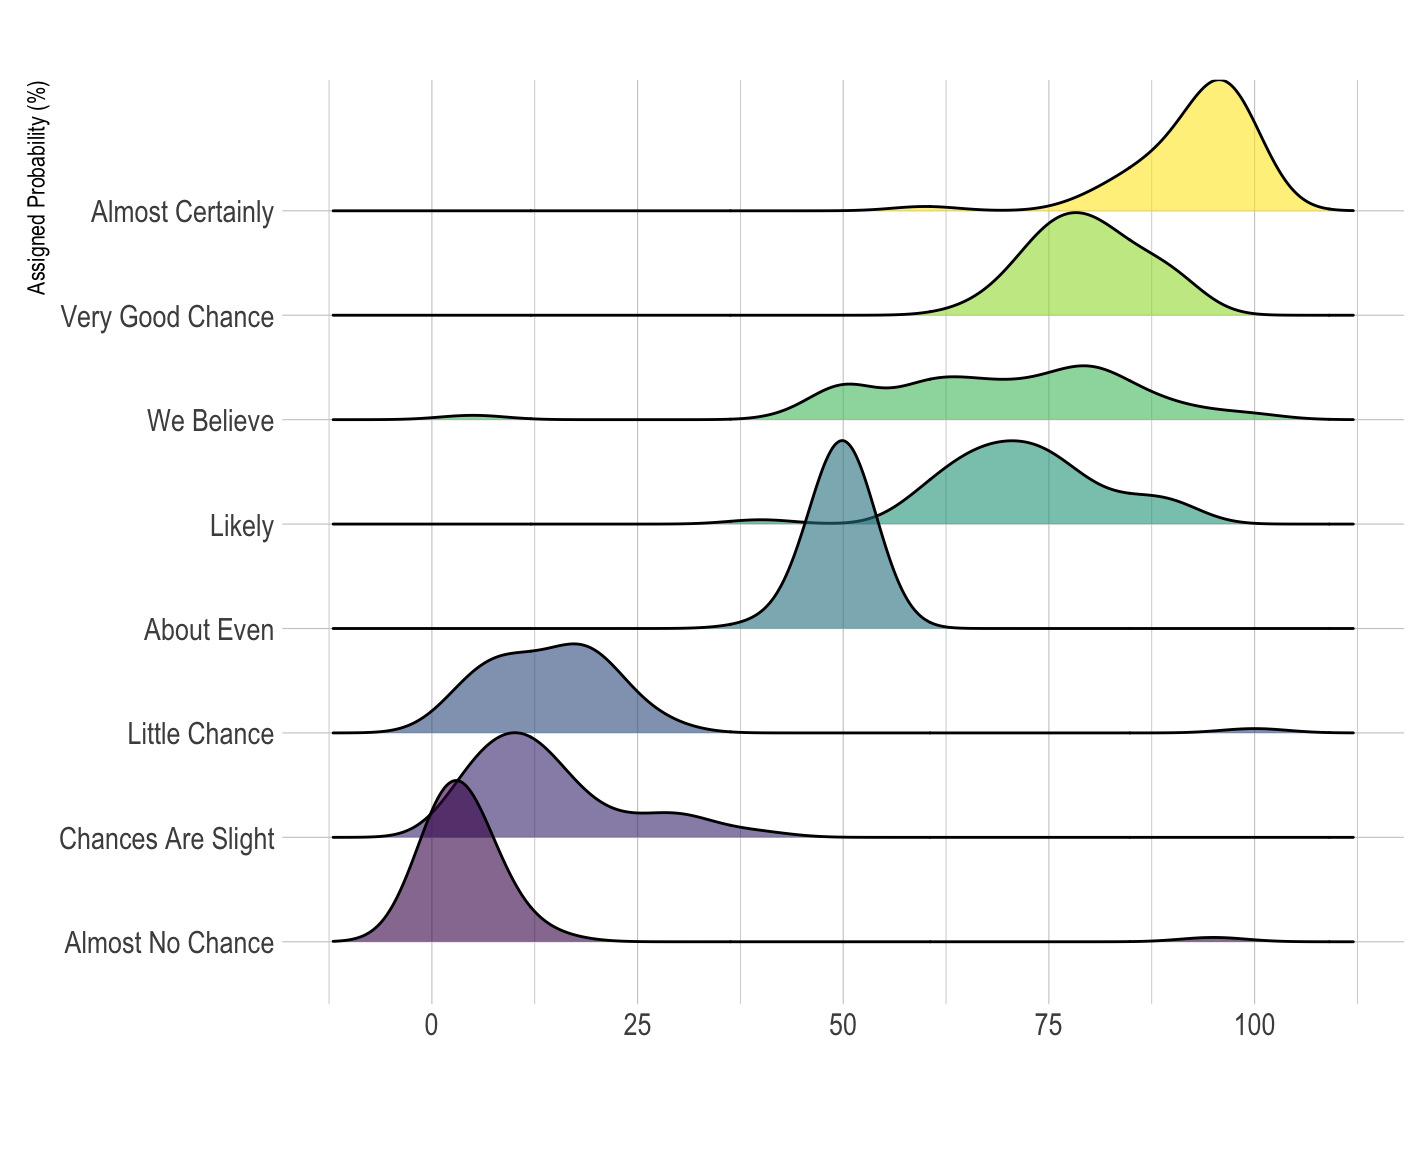 Assigned Probability (%)
Almost Certainly
Very Good Chance
We Believe
Likely
About Even
Little Chance
Chances Are Slight
Almost No Chance
0 25 50 75 100